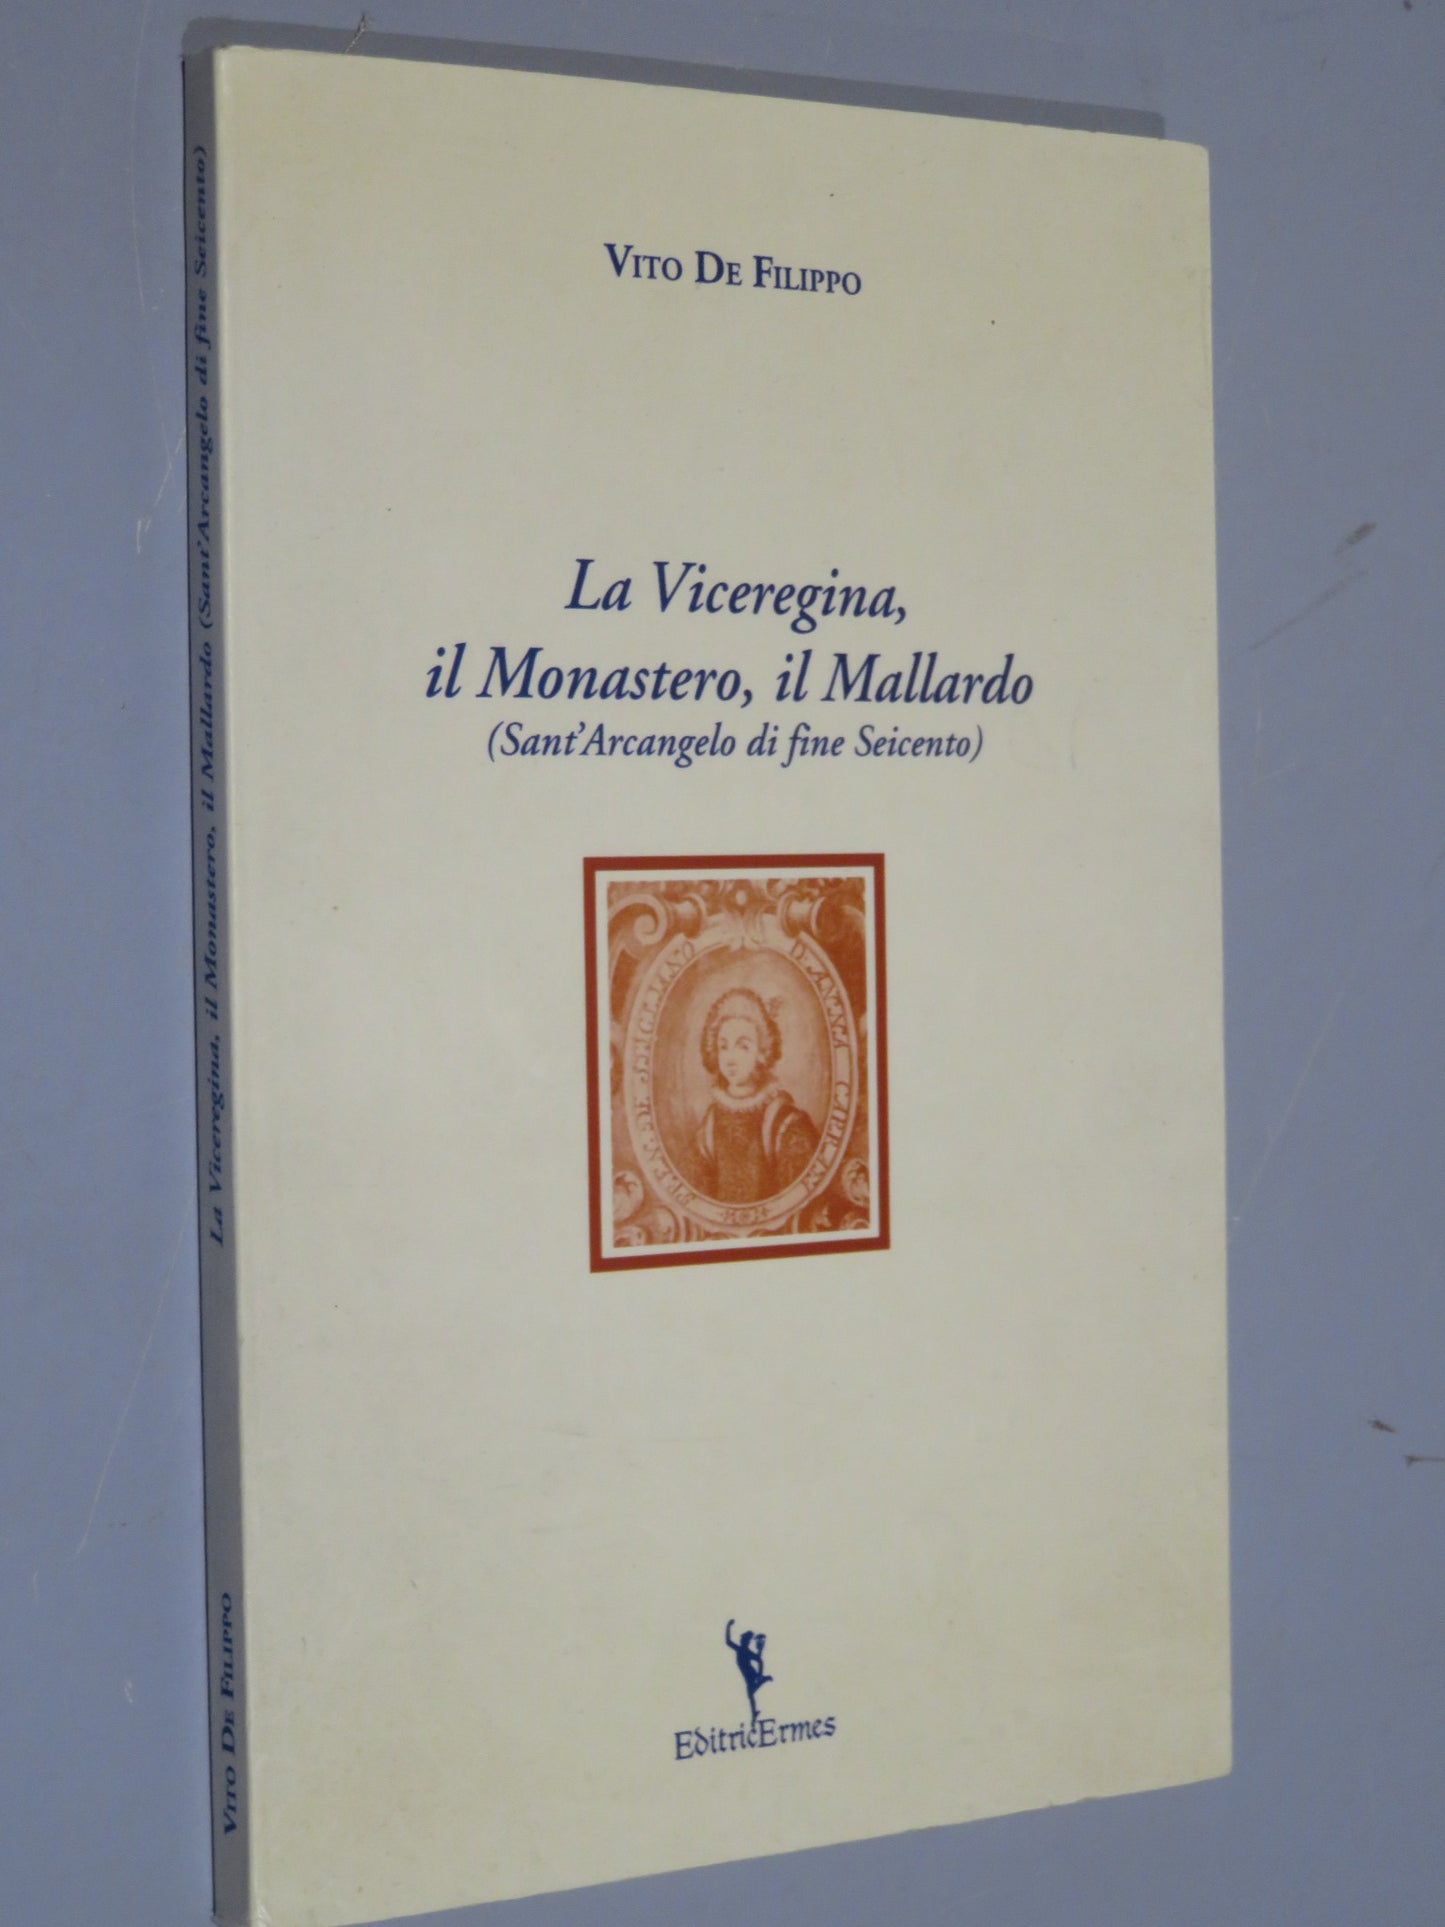 VITO DE FILIPPO
La Viceregina,
il Monastero, il Mallardo
(Sant'Arcangelo di fine Seicento)
D. ANNA
EditricErmes
VITO DE FILIPPO La Viceregina, il Monastero, il Mallardo (Sant'Arcangelo di fine Seicento)